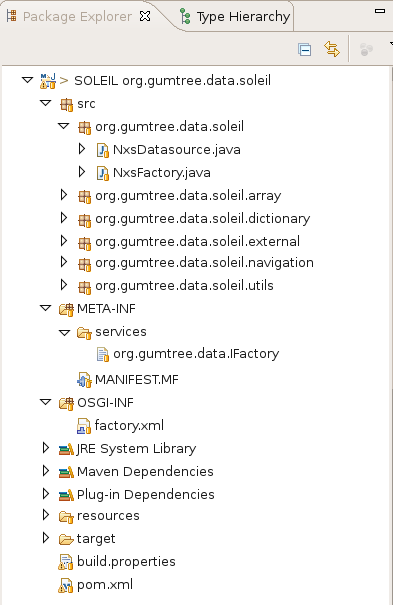 Package Explorer
Type Hierarchy
> SOLEIL org.gumtree.data.soleil
src
org.gumtree.data.soleil
NxsDatasource.java
NxsFactory.java
org.gumtree.data.soleil.array
org.gumtree.data.soleil.dictionary
org.gumtree.data.soleil.external
org.gumtree.data.soleil.navigation
org.gumtree.data.soleil.utils
META-INF
services
org.gumtree.data.IFactory
MANIFEST.MF
OSGI-INF
factory.xml
JRE System Library
Maven Dependencies
Plug-in Dependencies
resources
target
build.properties
pom.xml